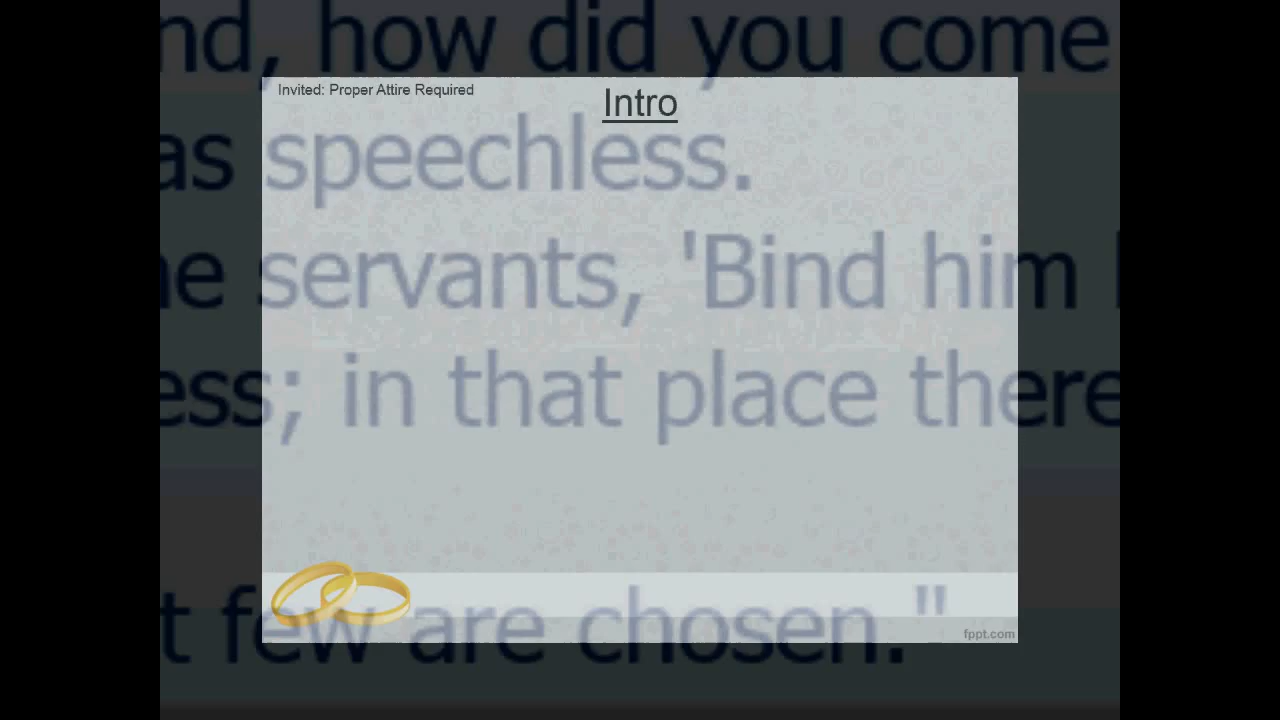 nd, how did you come
Invited: Proper Attire Required
Intro
as speechless.
he servants, 'Bind him
ess; in that place there
t few are chosen."
fppt.com